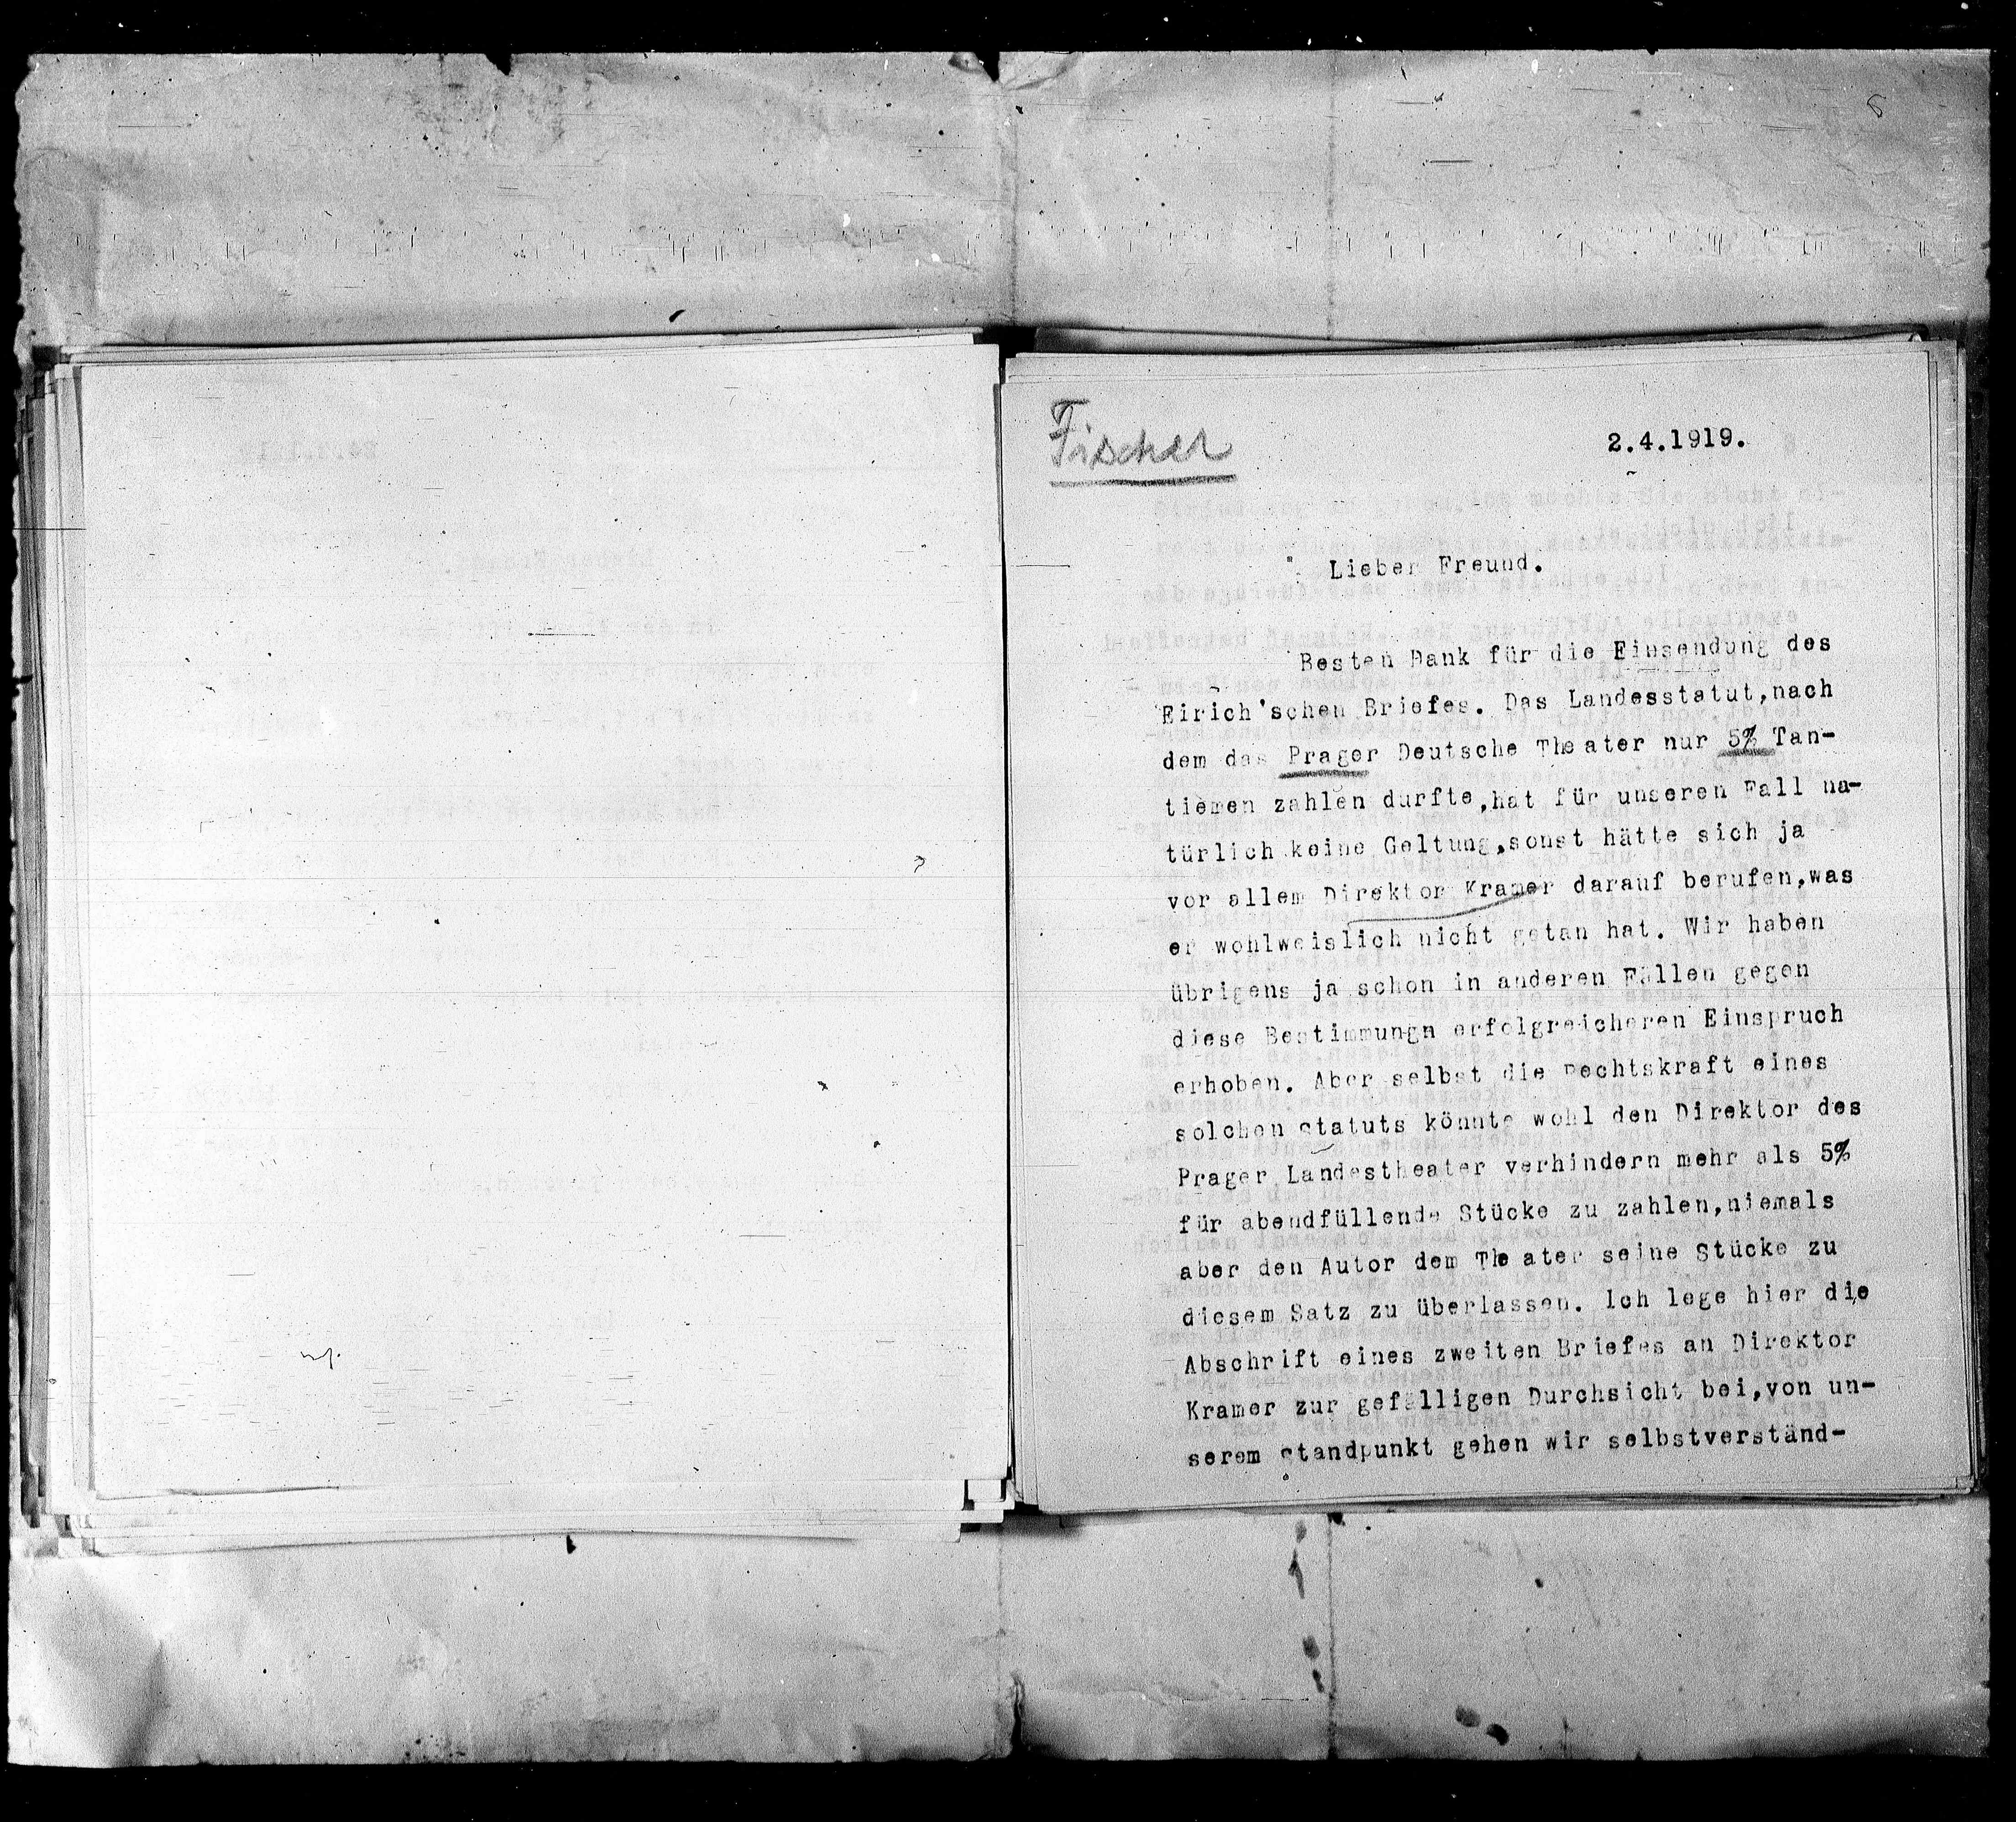 Fischer
2.4.1919.
Lieber Freund.
Besten Dank für die Einsendung des
Eirich'schen Briefes. Das Landesstatut,nach
dem das Prager Deutsche Theater nur 5% Tan-
tiemen zahlen dürfte,hat für unseren Fall na-
türlich keine Geltung,sonst hätte sich ja
vor allem Direktor Kramer darauf berufen,was
er wohlweislich nicht getan hat. Wir haben
übrigens ja schon in anderen Fällen gegen
diese Bestimmungn erfolgreicheren Einspruch
erhoben. Aber selbst die Rechtskraft eines
solchen Statuts könnte wohl den Direktor des
Prager Landestheater verhindern mehr als 5%
für abendfüllende Stücke zu zahlen,niemals
aber den Autor dem Theater seine Stücke zu
diesem Satz zu überlassen. Ich lege hier die
Abschrift eines zweiten Briefes an Direktor
Kramer zur gefälligen Durchsicht bei,von un-
serem Standpunkt gehen wir selbstverständ-